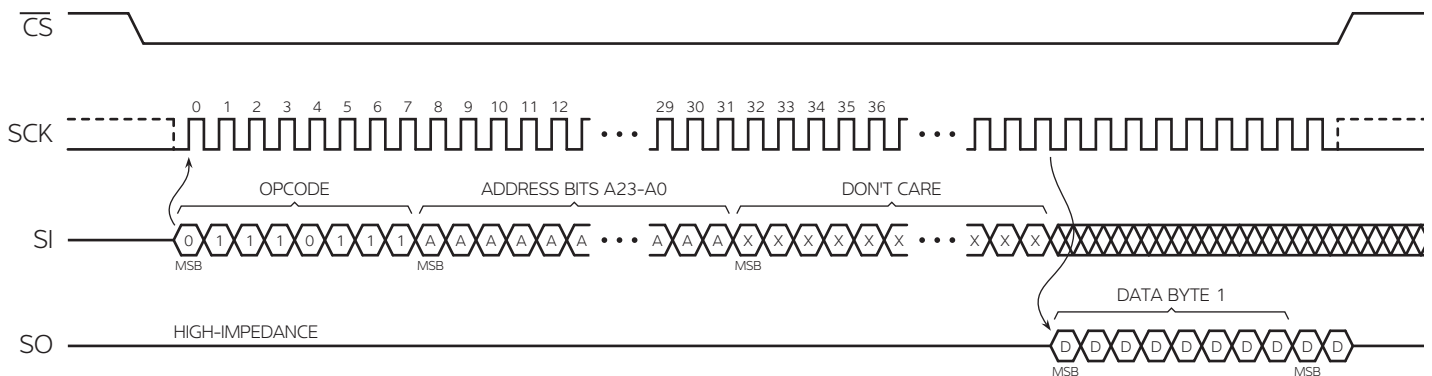 CS
0 1 2 3 4 5 6 7 8 9 10 11 12 29 30 31 32 33 34 35 36
SCK • • • • • •
OPCODE ADDRESS BITS A23-A0 DON'T CARE
SI 0 1 1 1 0 1 1 1 A A A A A A • • • A A A X X X X X X • • • X X X
MSB MSB MSB
DATA BYTE 1
HIGH-IMPEDANCE
SO D D D D D D D D D D
MSB MSB